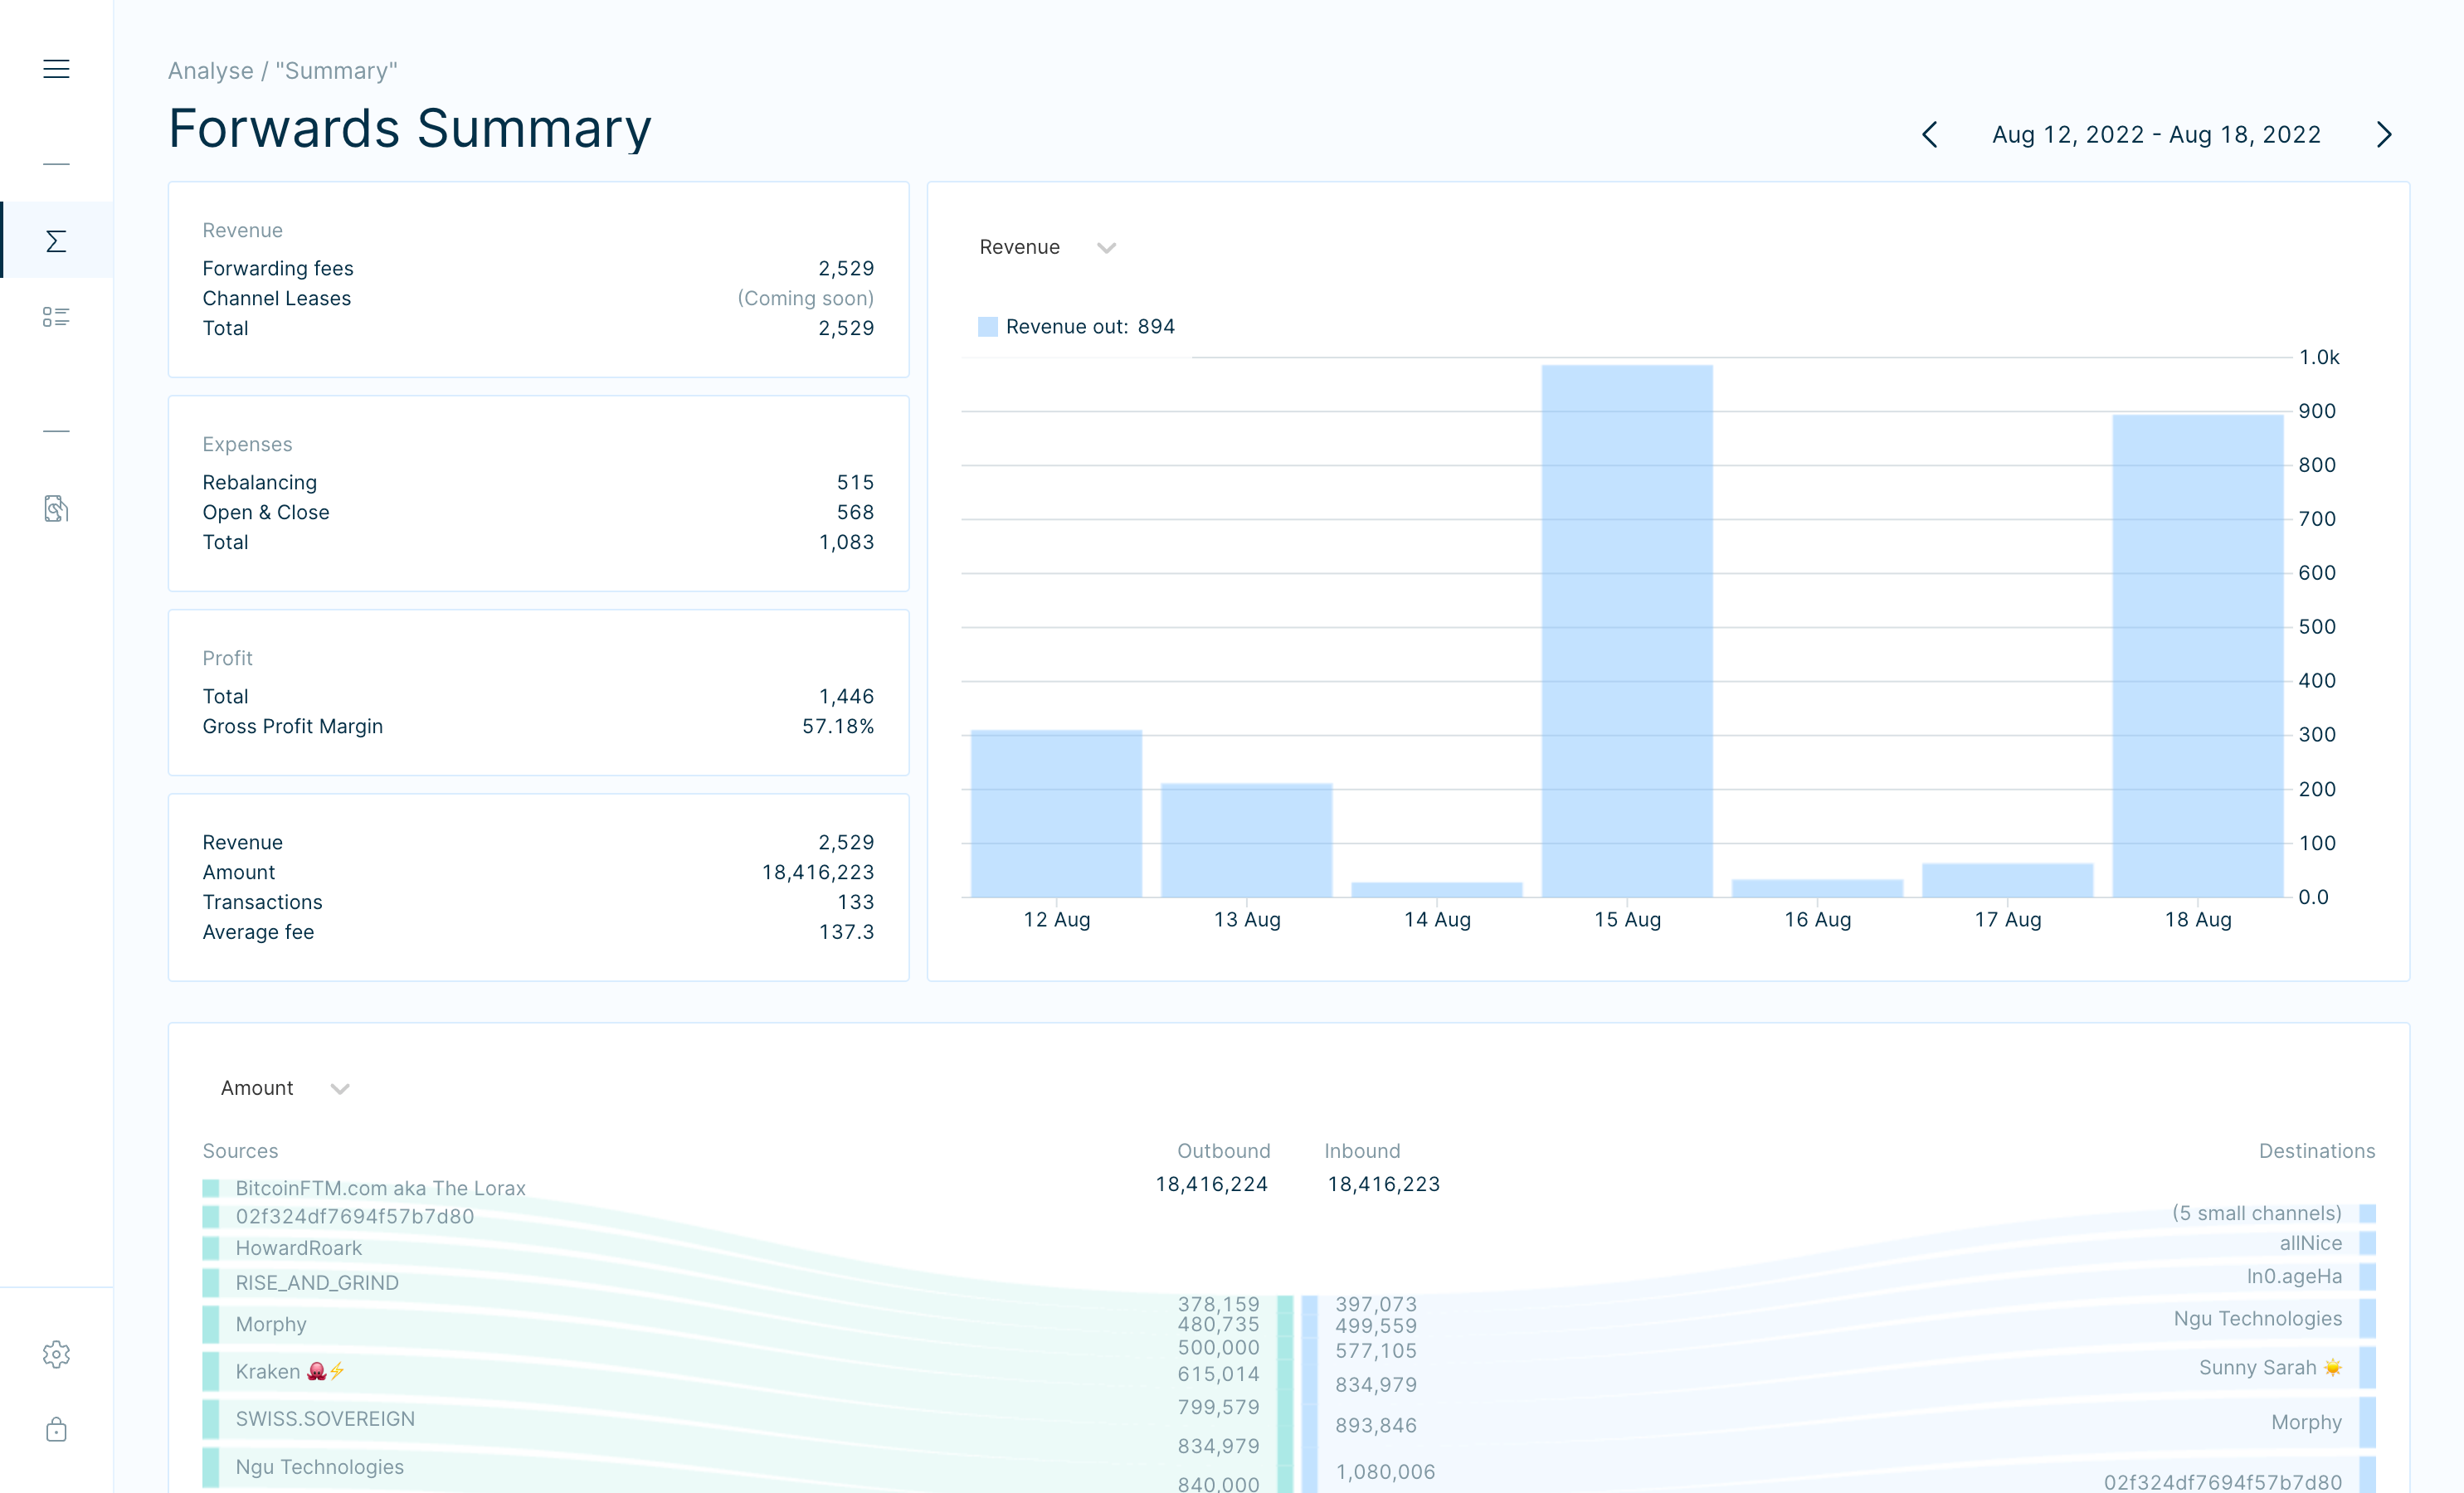 Analyse / "Summary"
Forwards Summary
Aug 12, 2022 - Aug 18, 2022
Revenue
Forwarding fees 2,529
Channel Leases (Coming soon)
Total 2,529
Expenses
Rebalancing 515
Open & Close 568
Total 1,083
Profit
Total 1,446
Gross Profit Margin 57.18%
Revenue 2,529
Amount 18,416,223
Transactions 133
Average fee 137.3
Revenue
Revenue out: 894
1.0k
900
800
700
600
500
400
300
200
100
0.0
12 Aug 13 Aug 14 Aug 15 Aug 16 Aug 17 Aug 18 Aug
Amount
Sources Outbound Inbound Destinations
18,416,224 18,416,223
BitcoinFTM.com aka The Lorax
02f324df7694f57b7d80
HowardRoark
RISE_AND_GRIND
Morphy
Kraken 🐙⚡
SWISS.SOVEREIGN
Ngu Technologies
378,159
480,735
500,000
615,014
799,579
834,979
840,000
397,073
499,559
577,105
834,979
893,846
1,080,006
(5 small channels)
allNice
ln0.ageHa
Ngu Technologies
Sunny Sarah ☀️
Morphy
02f324df7694f57b7d80